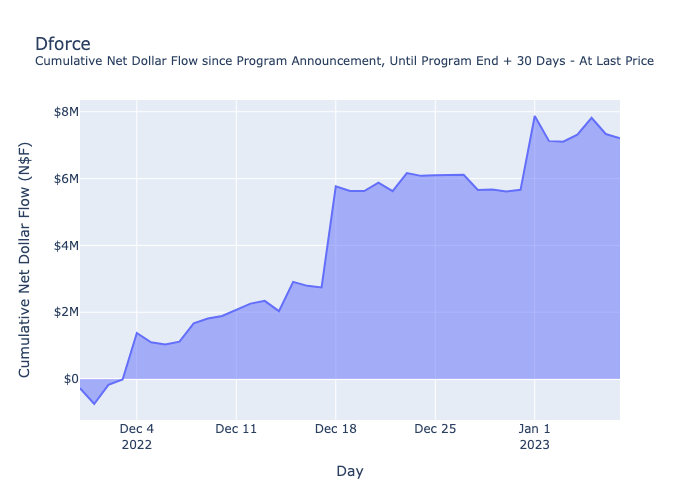 Dforce
Cumulative Net Dollar Flow since Program Announcement, Until Program End + 30 Days - At Last Price
Cumulative Net Dollar Flow (N$F)
$8M
$6M
$4M
$2M
$0
Dec 4
2022
Dec 11
Dec 18
Dec 25
Jan 1
2023
Day